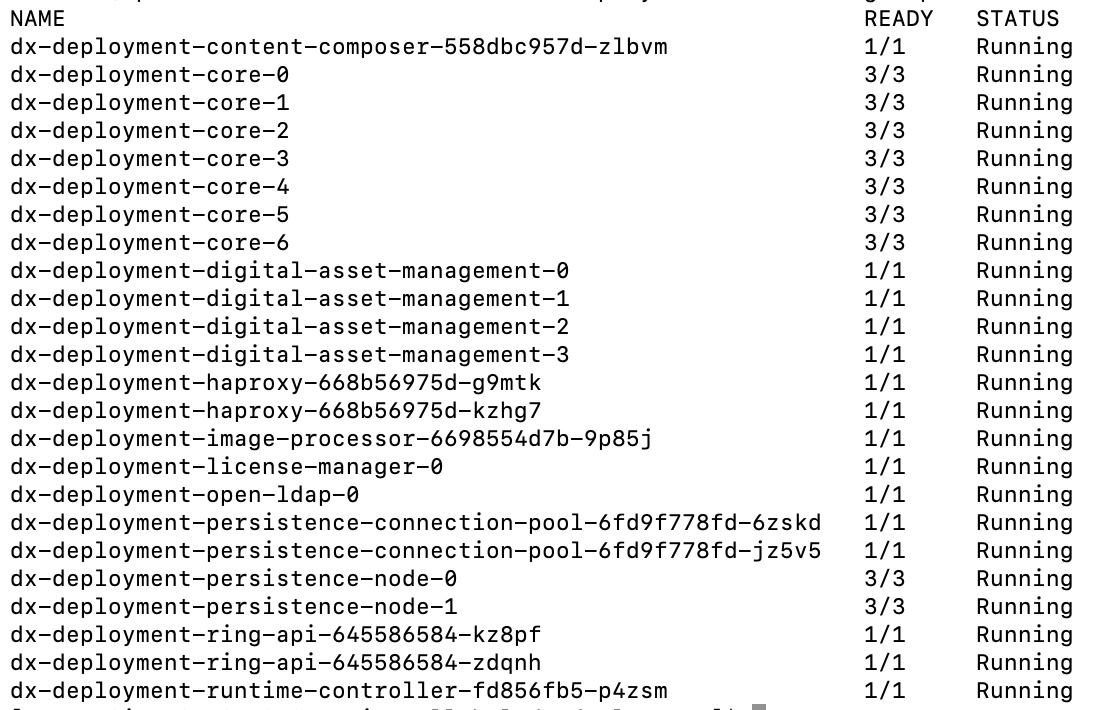 NAME READY STATUS
dx-deployment-content-composer-558dbc957d-zlbvm 1/1 Running
dx-deployment-core-0 3/3 Running
dx-deployment-core-1 3/3 Running
dx-deployment-core-2 3/3 Running
dx-deployment-core-3 3/3 Running
dx-deployment-core-4 3/3 Running
dx-deployment-core-5 3/3 Running
dx-deployment-core-6 3/3 Running
dx-deployment-digital-asset-management-0 1/1 Running
dx-deployment-digital-asset-management-1 1/1 Running
dx-deployment-digital-asset-management-2 1/1 Running
dx-deployment-digital-asset-management-3 1/1 Running
dx-deployment-haproxy-668b56975d-g9mtk 1/1 Running
dx-deployment-haproxy-668b56975d-kzhg7 1/1 Running
dx-deployment-image-processor-6698554d7b-9p85j 1/1 Running
dx-deployment-license-manager-0 1/1 Running
dx-deployment-open-ldap-0 1/1 Running
dx-deployment-persistence-connection-pool-6fd9f778fd-6zskd 1/1 Running
dx-deployment-persistence-connection-pool-6fd9f778fd-jz5v5 1/1 Running
dx-deployment-persistence-node-0 3/3 Running
dx-deployment-persistence-node-1 3/3 Running
dx-deployment-ring-api-645586584-kz8pf 1/1 Running
dx-deployment-ring-api-645586584-zdqnh 1/1 Running
dx-deployment-runtime-controller-fd856fb5-p4zsm 1/1 Running